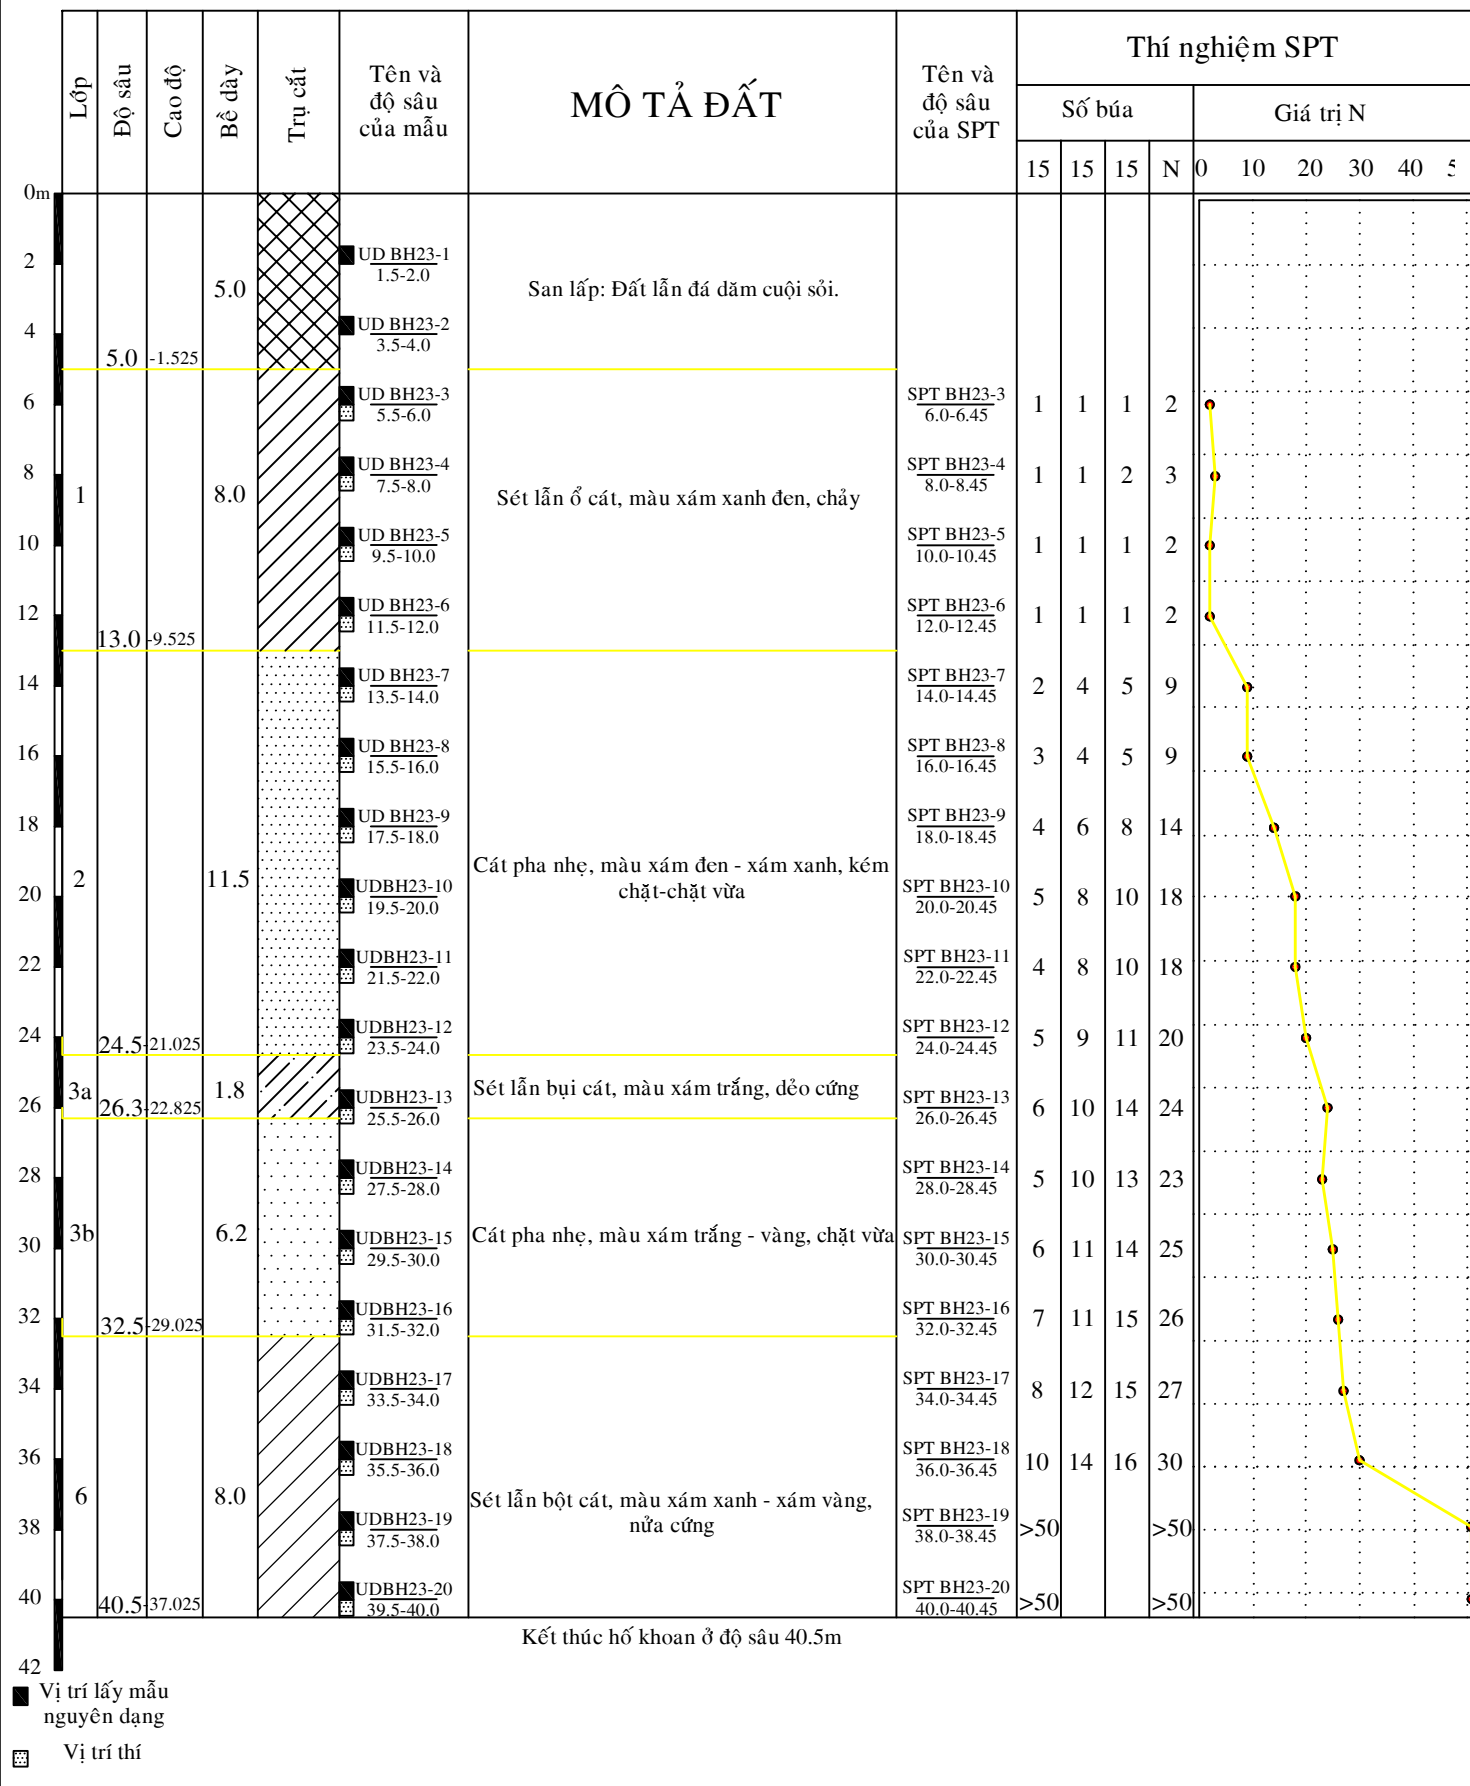 Lớp Độ sâu Cao độ Bề dày Trụ cắt
Tên và
độ sâu
của mẫu
MÔ TẢ ĐẤT
Tên và
độ sâu
của SPT
Thí nghiệm SPT
Số búa Giá trị N
15 15 15 N 0 10 20 30 40 5
0m
UD BH23-1
2
1.5-2.0
5.0 San lấp: Đất lẫn đá dăm cuội sỏi.
UD BH23-2
4
3.5-4.0
5.0 -1.525
UD BH23-3 SPT BH23-3
6 1 1 1 2
5.5-6.0 6.0-6.45
UD BH23-4 SPT BH23-4
8 1 1 2 3
7.5-8.0 8.0-8.45
1 8.0 Sét lẫn ổ cát, màu xám xanh đen, chảy
UD BH23-5 SPT BH23-5
10 1 1 1 2
9.5-10.0 10.0-10.45
UD BH23-6 SPT BH23-6
12 1 1 1 2
11.5-12.0 12.0-12.45
13.0 -9.525
UD BH23-7 SPT BH23-7
14 2 4 5 9
13.5-14.0 14.0-14.45
UD BH23-8 SPT BH23-8
16 3 4 5 9
15.5-16.0 16.0-16.45
UD BH23-9 SPT BH23-9
18 4 6 8 14
17.5-18.0 18.0-18.45
2 11.5 Cát pha nhẹ, màu xám đen - xám xanh, kém
chặt-chặt vừa
UDBH23-10 SPT BH23-10
20 5 8 10 18
19.5-20.0 20.0-20.45
UDBH23-11 SPT BH23-11
22 4 8 10 18
21.5-22.0 22.0-22.45
UDBH23-12 SPT BH23-12
24 5 9 11 20
23.5-24.0 24.0-24.45
24.5 -21.025
3a 1.8 Sét lẫn bụi cát, màu xám trắng, dẻo cứng
UDBH23-13 SPT BH23-13
26 26.3 -22.825 6 10 14 24
25.5-26.0 26.0-26.45
UDBH23-14 SPT BH23-14
28 5 10 13 23
27.5-28.0 28.0-28.45
3b 6.2 Cát pha nhẹ, màu xám trắng - vàng, chặt vừa
UDBH23-15 SPT BH23-15
30 6 11 14 25
29.5-30.0 30.0-30.45
UDBH23-16 SPT BH23-16
32 7 11 15 26
31.5-32.0 32.0-32.45
32.5 -29.025
UDBH23-17 SPT BH23-17
34 8 12 15 27
33.5-34.0 34.0-34.45
UDBH23-18 SPT BH23-18
36 10 14 16 30
35.5-36.0 36.0-36.45
6 8.0 Sét lẫn bột cát, màu xám xanh - xám vàng,
nửa cứng
UDBH23-19 SPT BH23-19
38 >50 >50
37.5-38.0 38.0-38.45
UDBH23-20 SPT BH23-20
40 40.5 -37.025 >50 >50
39.5-40.0 40.0-40.45
Kết thúc hố khoan ở độ sâu 40.5m
42
Vị trí lấy mẫu
nguyên dạng
Vị trí thí